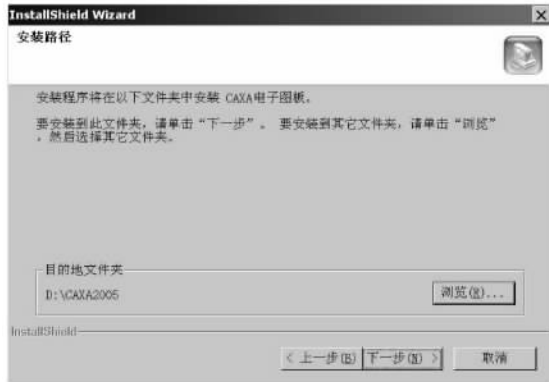 InstallShield Wizard
安装路径
安装程序将在以下文件夹中安装 CAXA电子图板。
要安装到此文件夹，请单击“下一步”。 要安装到其它文件夹，请单击“浏览”
，然后选择其它文件夹。
目的地文件夹
D:\CAXA2005
浏览(R)...
InstallShield
< 上一步(B) 下一步(N) > 取消